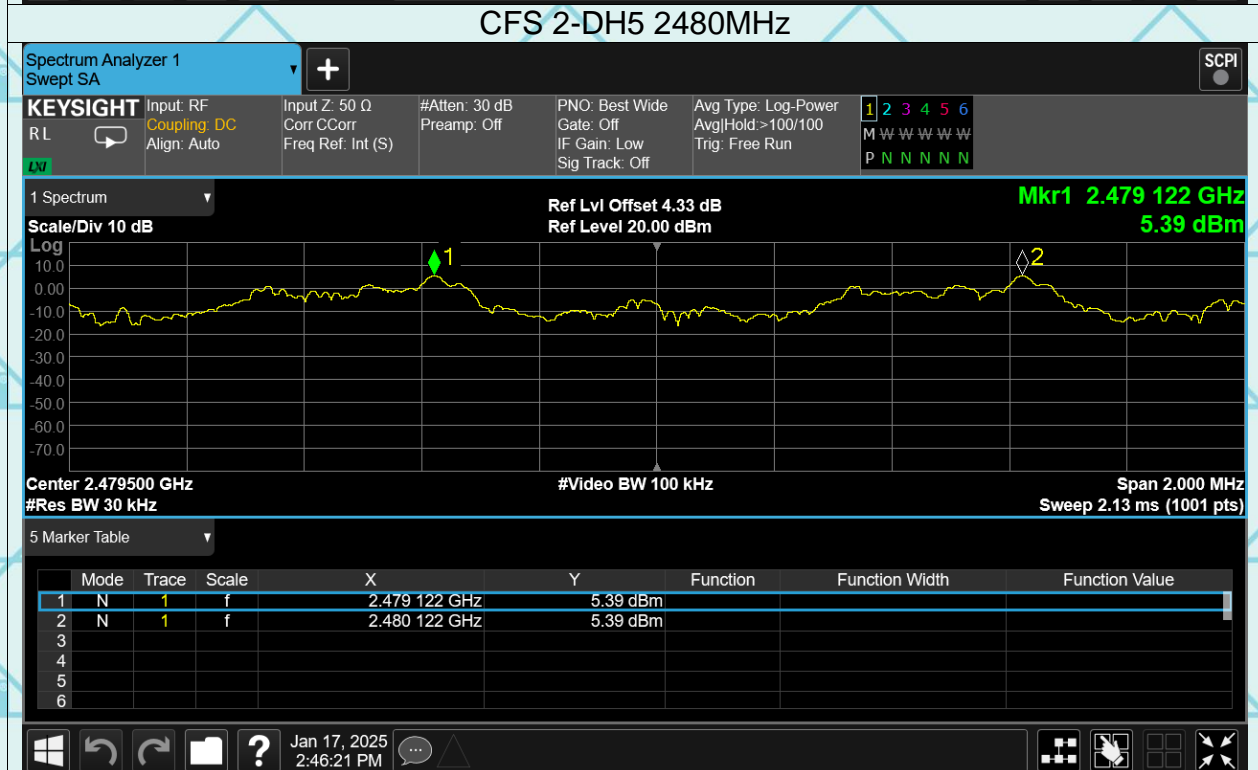 CFS 2-DH5 2480MHz
Spectrum Analyzer 1
Swept SA
SCPI
KEYSIGHT Input: RF Input Z: 50 Ω #Atten: 30 dB PNO: Best Wide Avg Type: Log-Power 1 2 3 4 5 6
RL Coupling: DC Corr CCorr Preamp: Off Gate: Off Avg|Hold:>100/100 M W W W W W
Align: Auto Freq Ref: Int (S) IF Gain: Low Trig: Free Run
LXI Sig Track: Off P N N N N N N
1 Spectrum Ref Lvl Offset 4.33 dB Mkr1 2.479 122 GHz
Scale/Div 10 dB Ref Level 20.00 dBm 5.39 dBm
Log
1
2
10.0
0.00
-10.0
-20.0
-30.0
-40.0
-50.0
-60.0
-70.0
Center 2.479500 GHz #Video BW 100 kHz Span 2.000 MHz
#Res BW 30 kHz Sweep 2.13 ms (1001 pts)
5 Marker Table
Mode Trace Scale X Y Function Function Width Function Value
1 N 1 f 2.479 122 GHz 5.39 dBm
2 N 1 f 2.480 122 GHz 5.39 dBm
3
4
5
6
? Jan 17, 2025
2:46:21 PM